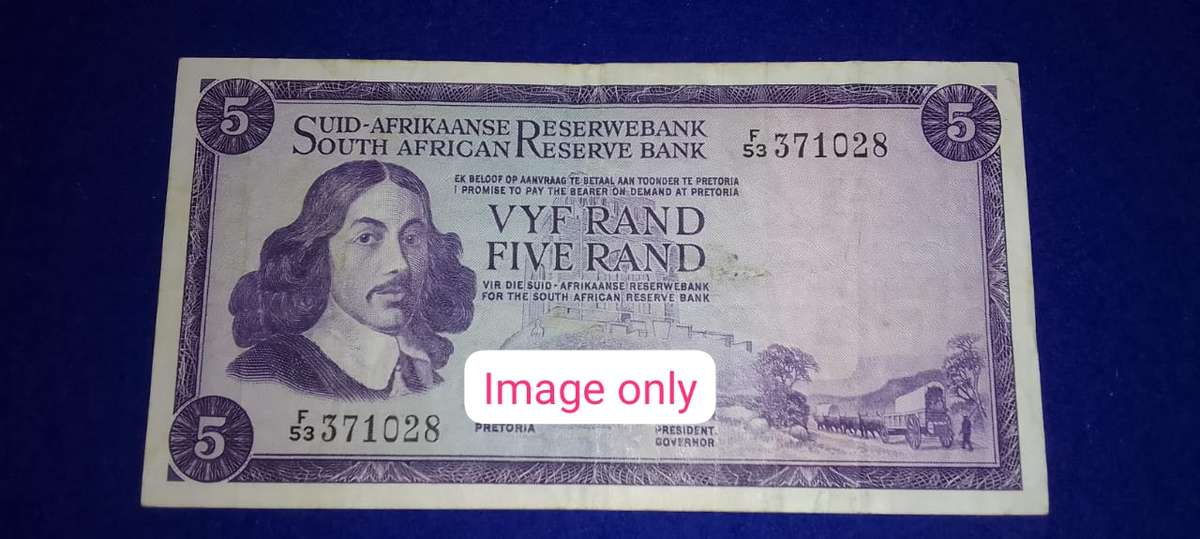 5
5
SUID-AFRIKAANSE RESERWEBANK
SOUTH AFRICAN RESERVE BANK
F/53 371028
EK BELOOF OP AANVRAAG TE BETAAL AAN TOONDER TE PRETORIA
I PROMISE TO PAY THE BEARER ON DEMAND AT PRETORIA
VYF RAND
FIVE RAND
VIR DIE SUID-AFRIKAANSE RESERWEBANK
FOR THE SOUTH AFRICAN RESERVE BANK
Image only
5
F/53 371028
PRETORIA
PRESIDENT.
GOVERNOR